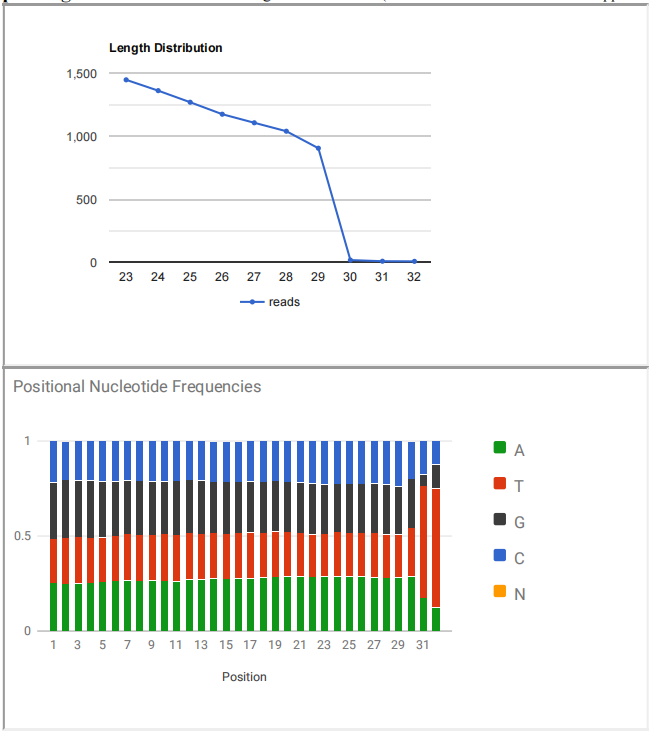 Length Distribution
1,500
1,000
500
0
23 24 25 26 27 28 29 30 31 32
reads
Positional Nucleotide Frequencies
1
0.5
0
1 3 5 7 9 11 13 15 17 19 21 23 25 27 29 31
Position
A
T
G
C
N